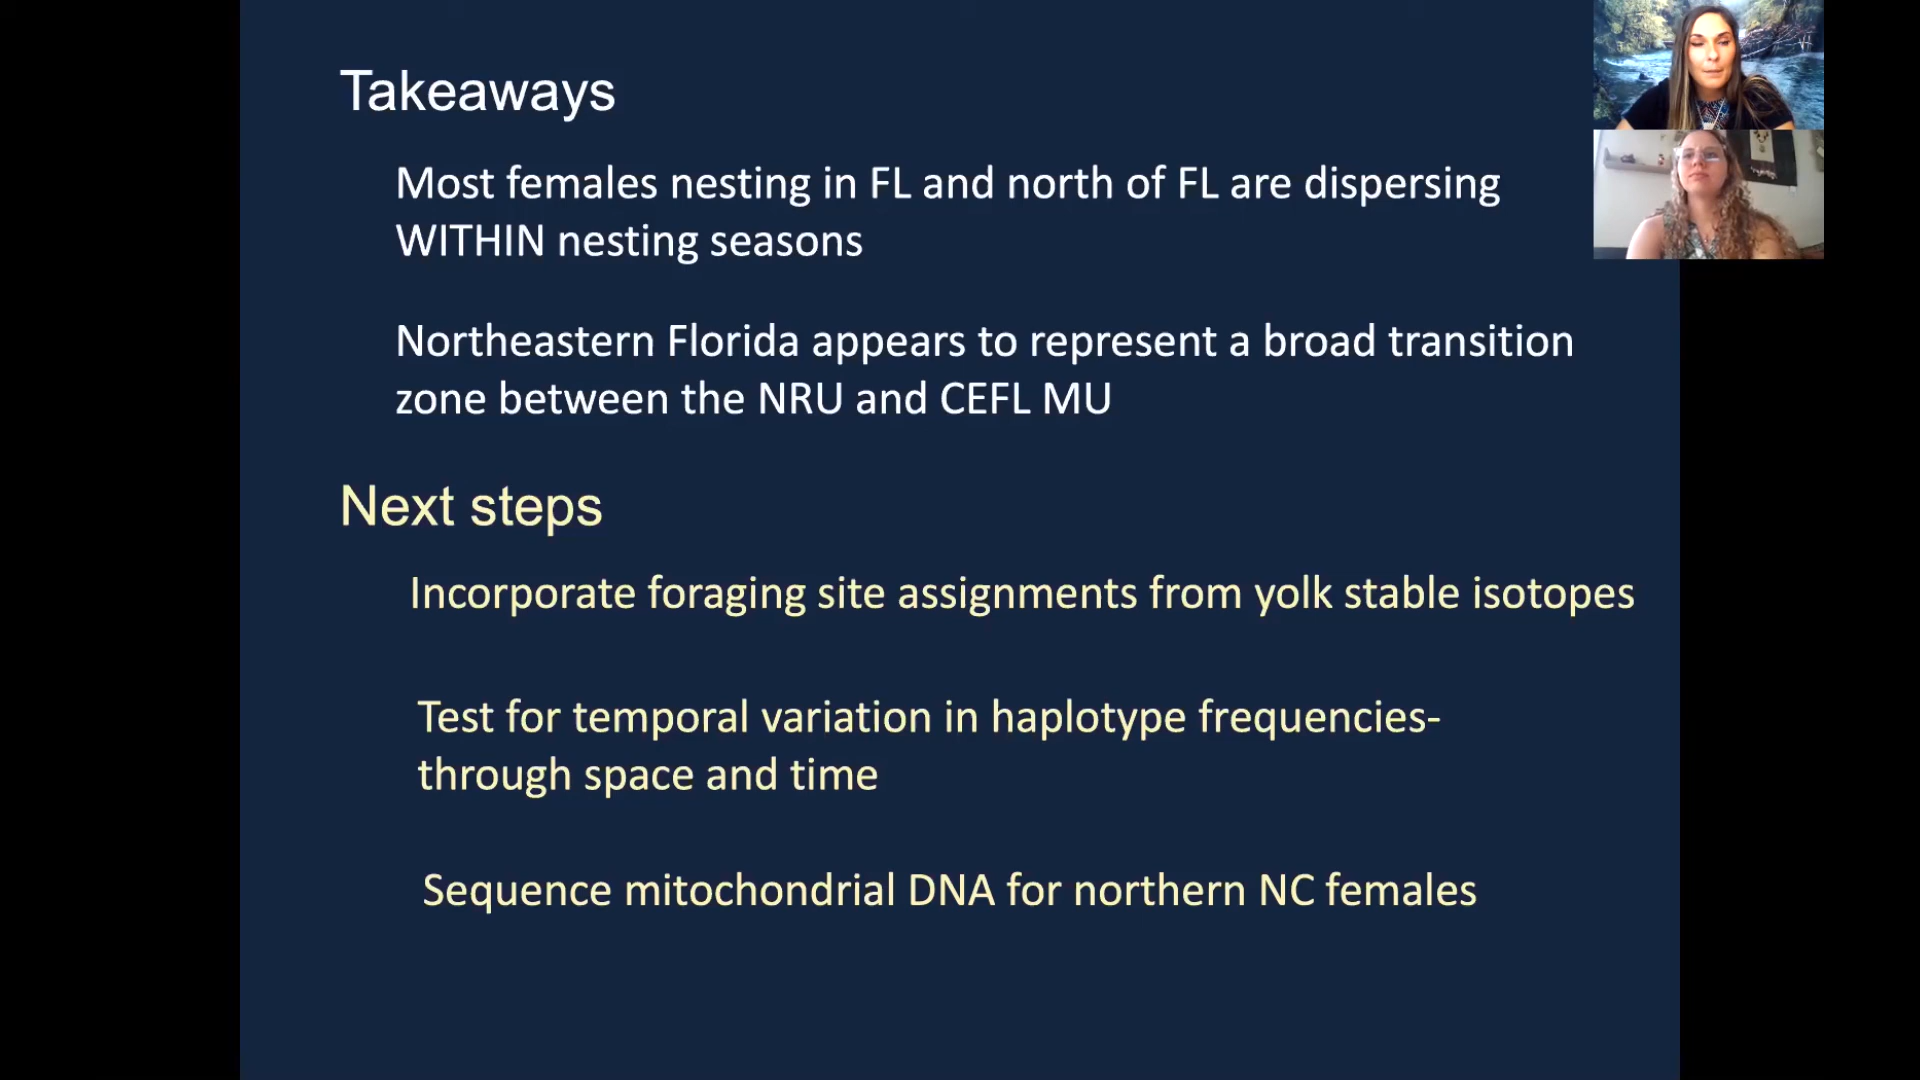 Takeaways
Most females nesting in FL and north of FL are dispersing
WITHIN nesting seasons
Northeastern Florida appears to represent a broad transition
zone between the NRU and CEFL MU
Next steps
Incorporate foraging site assignments from yolk stable isotopes
Test for temporal variation in haplotype frequencies-
through space and time
Sequence mitochondrial DNA for northern NC females